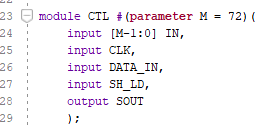 23 module CTL #(parameter M = 72)(
24 input [M-1:0] IN,
25 input CLK,
26 input DATA_IN,
27 input SH_LD,
28 output SOUT
29 );